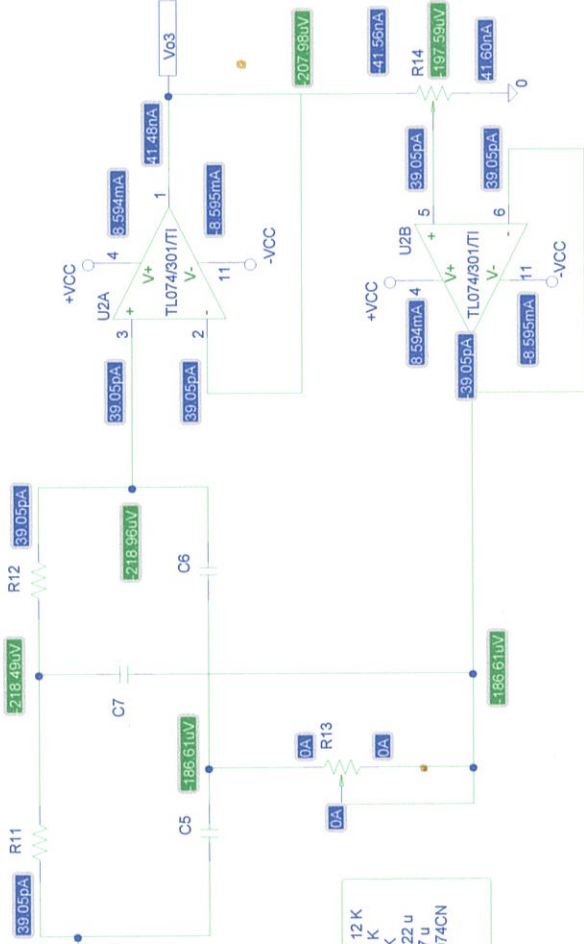 Vo3
41.48nA
-207.98uV
-41.56nA
R14
-197.59uV
41.60nA
0
8.594mA
+VCC
4
V+
U2A
3
+
1
TL074/301/TI
2
-
V-
11
-8.595mA
-VCC
39.05pA
39.05pA
39.05pA
5
39.05pA
6
U2B
+
-
TL074/301/TI
+VCC
4
V+
8.594mA
V-
11
-VCC
-8.595mA
-39.05pA
R12
39.05pA
-218.96uV
C6
-218.49uV
C7
-186.61uV
-186.61uV
R11
39.05pA
C5
0A
R13
0A
0A
12 K
K
K
22 u
7 u
074CN